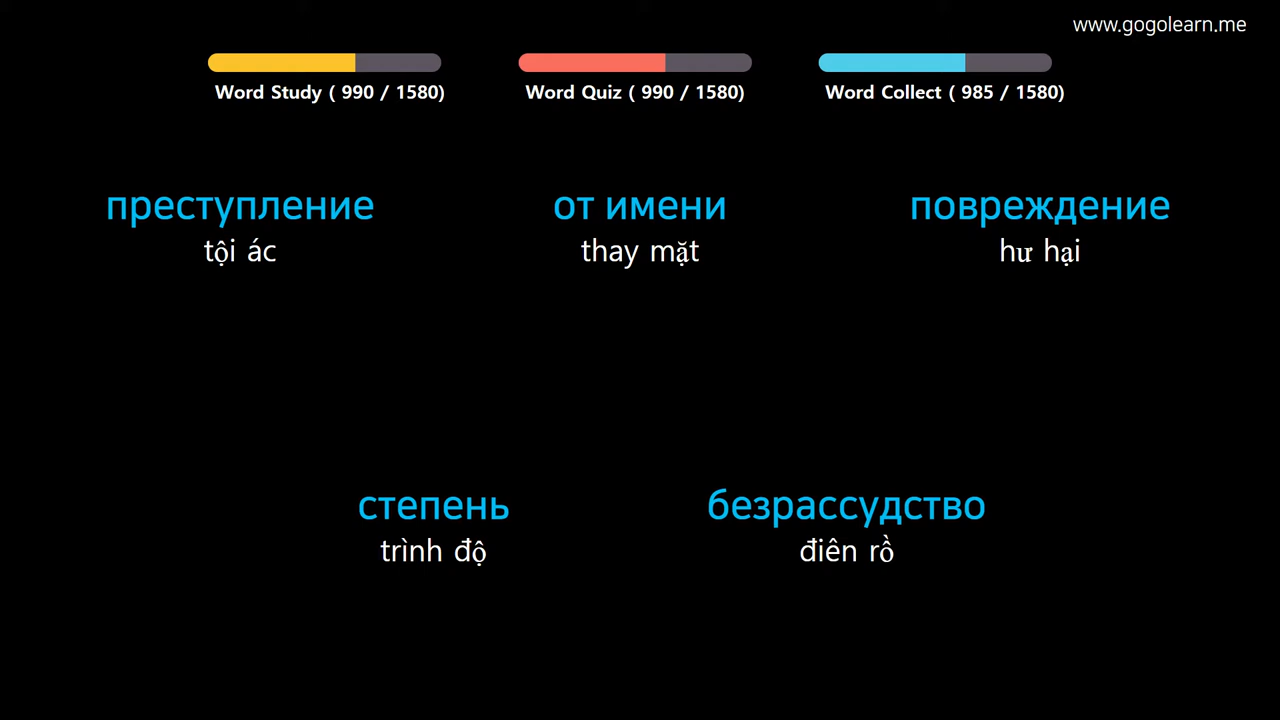 www.gogolearn.me
Word Study ( 990 / 1580)
Word Quiz ( 990 / 1580)
Word Collect ( 985 / 1580)
преступление
tội ác
от имени
thay mặt
повреждение
hư hại
степень
trình độ
безрассудство
điên rồ